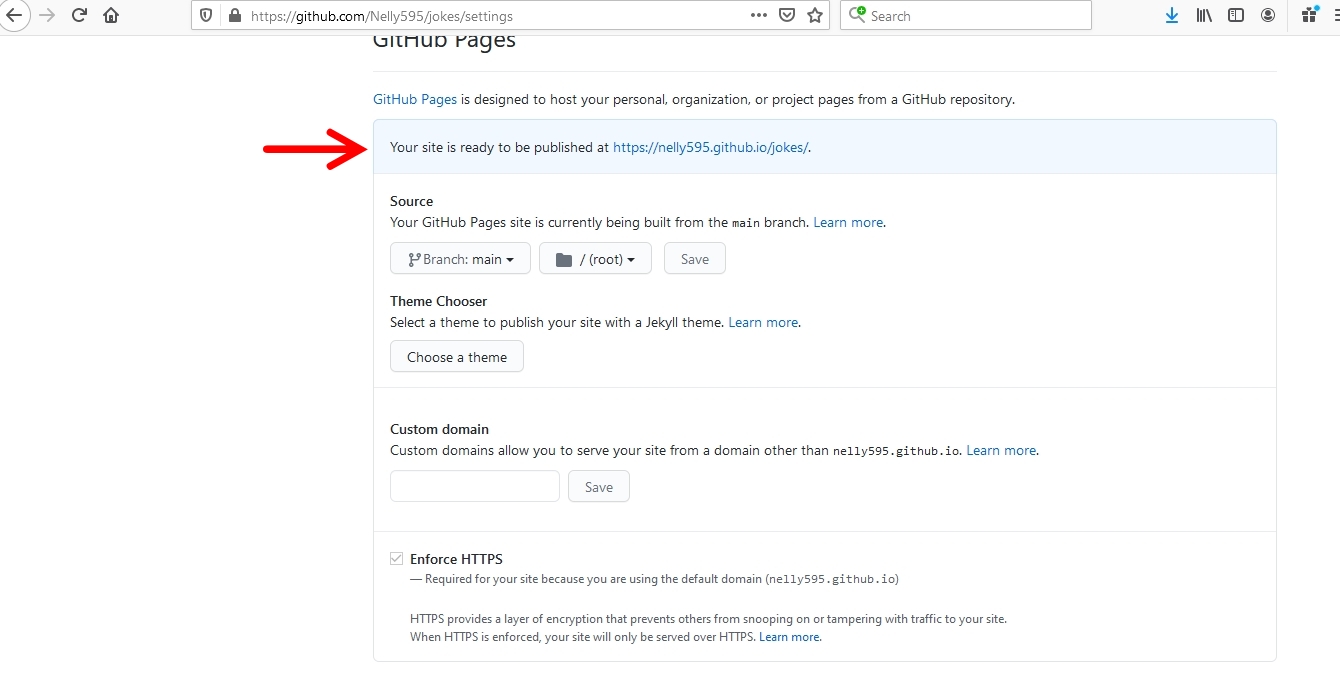 https://github.com/Nelly595/jokes/settings
Search
GitHub Pages
GitHub Pages is designed to host your personal, organization, or project pages from a GitHub repository.
Your site is ready to be published at https://nelly595.github.io/jokes/.
Source
Your GitHub Pages site is currently being built from the main branch. Learn more.
Branch: main / (root) Save
Theme Chooser
Select a theme to publish your site with a Jekyll theme. Learn more.
Choose a theme
Custom domain
Custom domains allow you to serve your site from a domain other than nelly595.github.io. Learn more.
Save
Enforce HTTPS
— Required for your site because you are using the default domain (nelly595.github.io)
HTTPS provides a layer of encryption that prevents others from snooping on or tampering with traffic to your site.
When HTTPS is enforced, your site will only be served over HTTPS. Learn more.